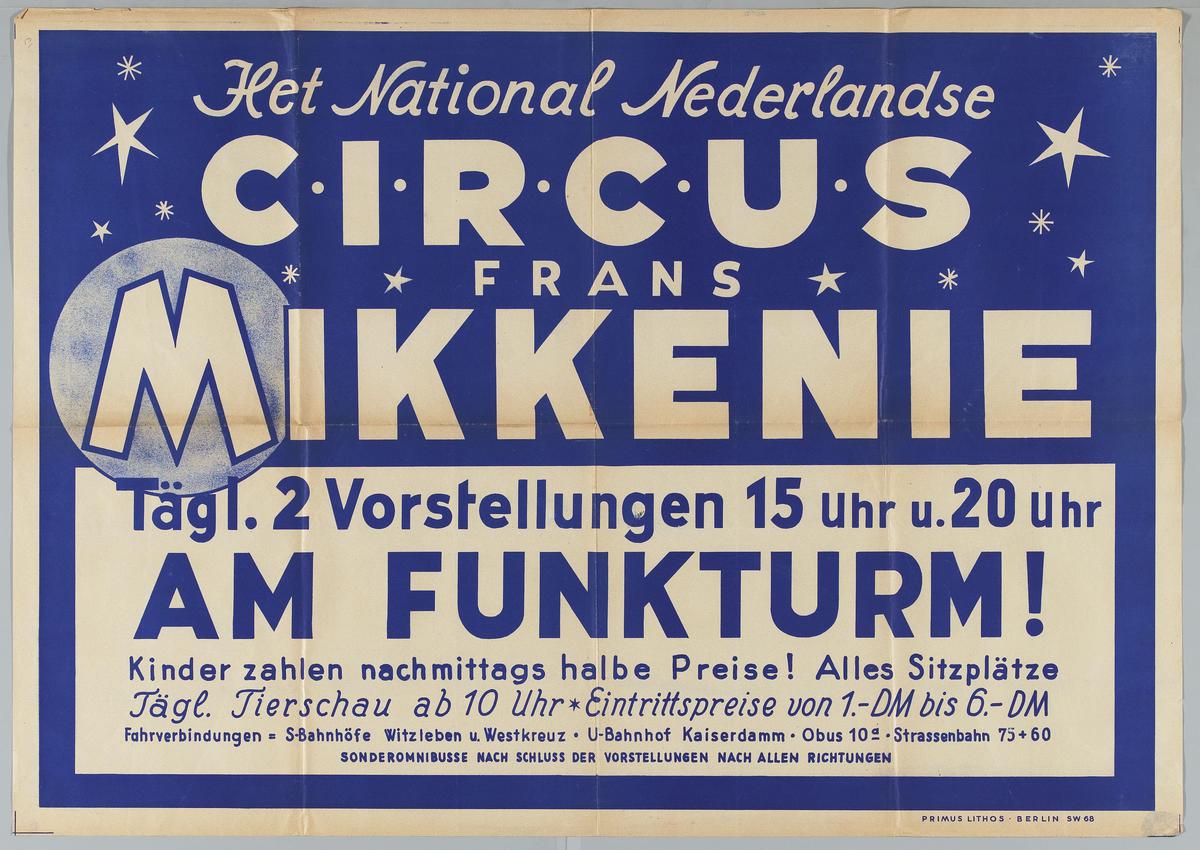 Het National Nederlandse
C·I·R·C·U·S
FRANS
MIKKENIE
Tägl. 2 Vorstellungen 15 Uhr u. 20 Uhr
AM FUNKTURM!
Kinder zahlen nachmittags halbe Preise! Alles Sitzplätze
Tägl. Tierschau ab 10 Uhr * Eintrittspreise von 1.-DM bis 6.-DM
Fahrverbindungen = S-Bahnhöfe Witzleben u. Westkreuz · U-Bahnhof Kaiserdamm · Obus 10a · Strassenbahn 75+60
SONDEROMNIBUSSE NACH SCHLUSS DER VORSTELLUNGEN NACH ALLEN RICHTUNGEN
PRIMUS LITHOS · BERLIN SW 68